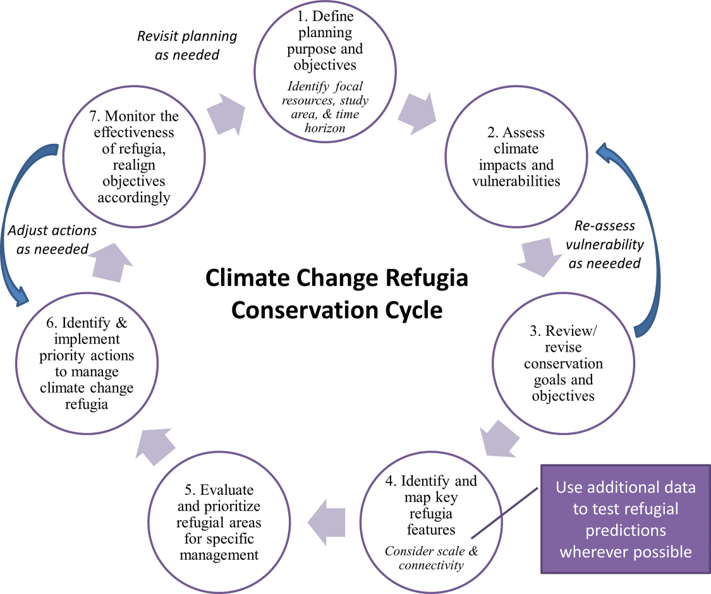 Climate Change Refugia
Conservation Cycle
1. Define
planning
purpose and
objectives
Identify focal
resources, study
area, & time
horizon
2. Assess
climate
impacts and
vulnerabilities
Re-assess
vulnerability
as neeeded
3. Review/
revise
conservation
goals and
objectives
4. Identify and
map key
refugia
features
Consider scale &
connectivity
Use additional data
to test refugial
predictions
wherever possible
5. Evaluate
and prioritize
refugial areas
for specific
management
6. Identify &
implement
priority actions
to manage
climate change
refugia
Adjust actions
as neeeded
7. Monitor the
effectiveness
of refugia,
realign
objectives
accordingly
Revisit planning
as needed